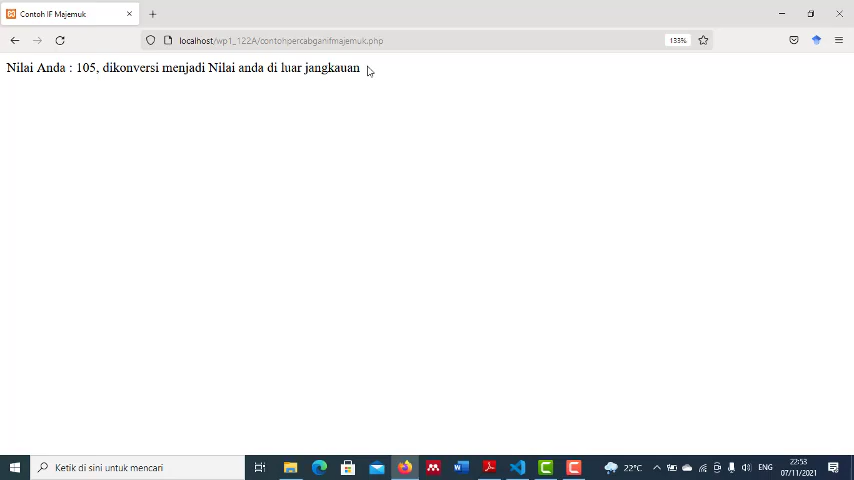 Contoh IF Majemuk
localhost/wp1_122A/contohpercabganifmajemuk.php
133%
Nilai Anda : 105, dikonversi menjadi Nilai anda di luar jangkauan
Ketik di sini untuk mencari
22°C
ENG
22:53
07/11/2021